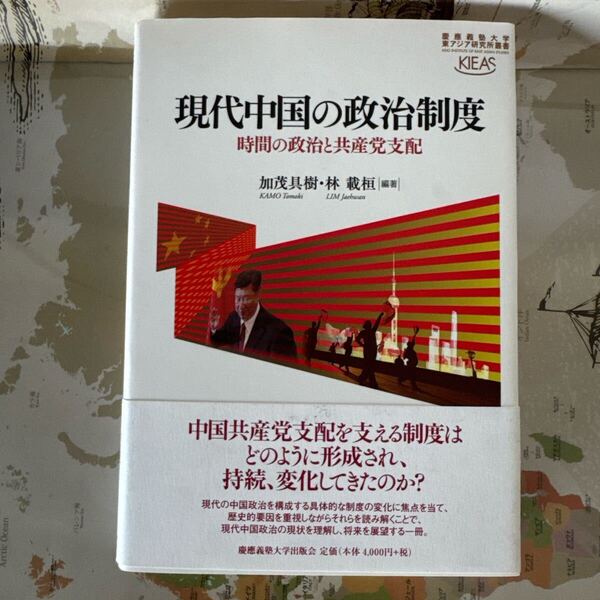 慶應義塾大学
東アジア研究所叢書
KEIO INSTITUTE OF EAST ASIAN STUDIES
KIEAS
現代中国の政治制度
時間の政治と共産党支配
加茂具樹・林 載桓|編著
KAMO Tomoki LIM Jaehwan
中国共産党支配を支える制度は
どのように形成され、
持続、変化してきたのか?
現代の中国政治を構成する具体的な制度の変化に焦点を当て、
歴史的要因を重視しながらそれらを読み解くことで、
現代中国政治の現状を理解し、将来を展望する一冊。
慶應義塾大学出版会 定価(本体 4,000円+税)
Arctic Ocean